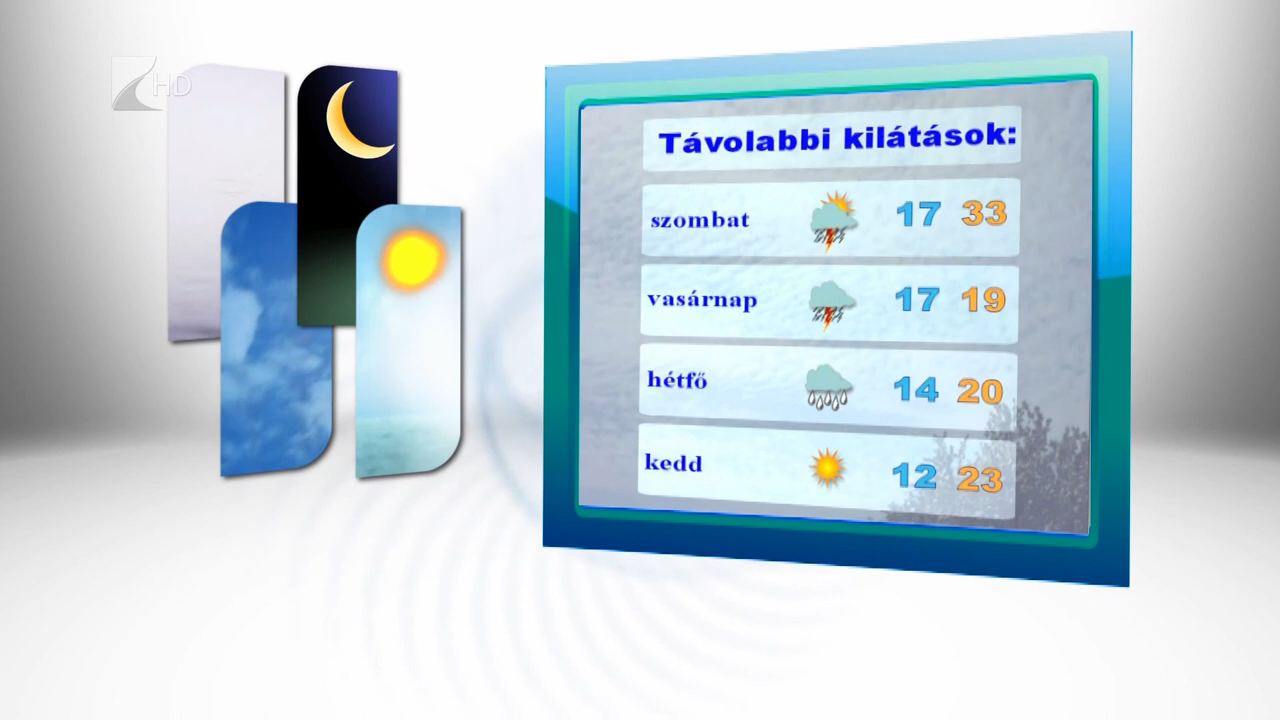 HD
Távolabbi kilátások:
szombat 17 33
vasárnap 17 19
hétfő 14 20
kedd 12 23